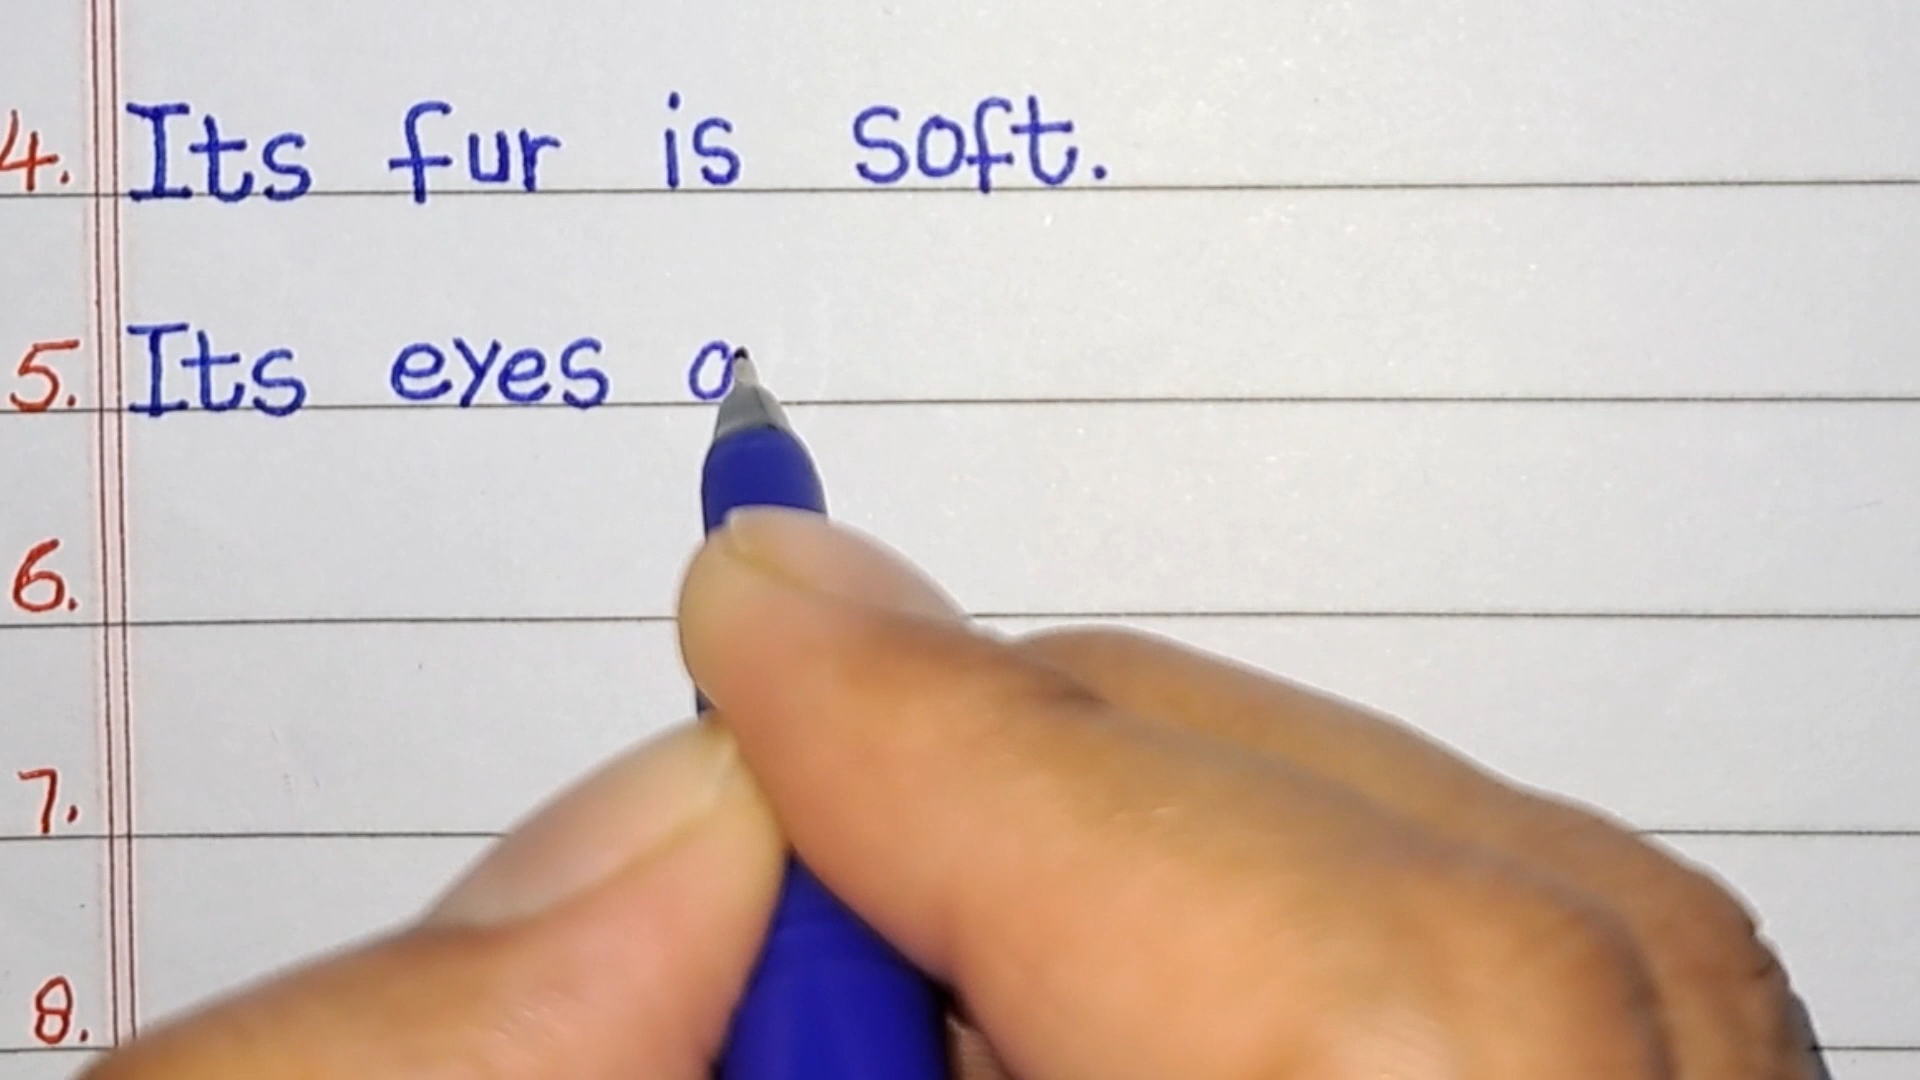 4. Its fur is soft.
5. Its eyes a
6.
7.
8.